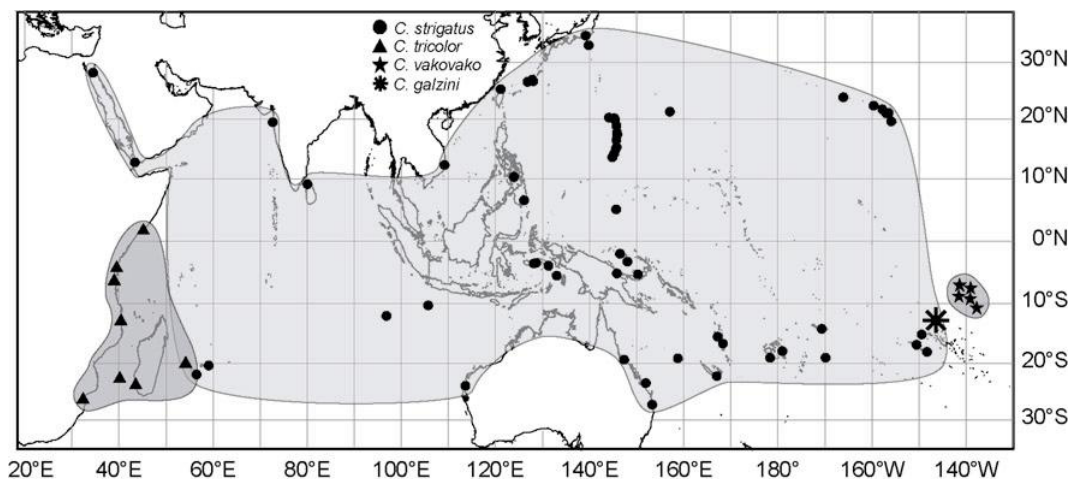 C. strigatus
C. tricolor
C. vakovako
C. galzini
30°N
20°N
10°N
0°N
10°S
20°S
30°S
20°E 40°E 60°E 80°E 100°E 120°E 140°E 160°E 180° 160°W 140°W